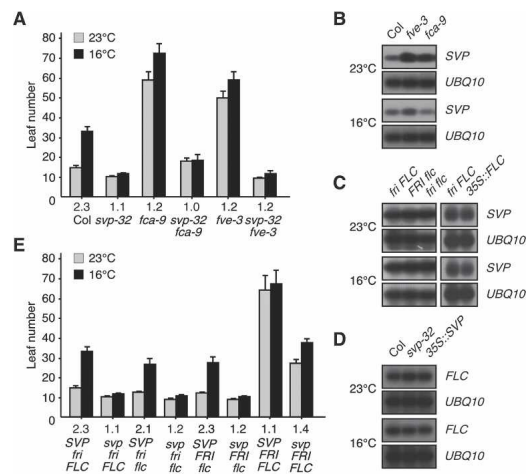 A
23°C
16°C
Leaf number
80
70
60
50
40
30
20
10
2.3 1.1 1.2 1.0 1.2 1.2
Col svp-32 fca-9 svp-32 fca-9 fve-3 svp-32 fve-3
B
Col fve-3 fca-9
23°C
SVP
UBQ10
16°C
SVP
UBQ10
C
fri FLC FRI flc fri flc fri FLC 35S::FLC
23°C
SVP
UBQ10
16°C
SVP
UBQ10
E
23°C
16°C
Leaf number
80
70
60
50
40
30
20
10
2.3 1.1 2.1 1.2 2.3 1.2 1.1 1.4
SVP svp SVP svp SVP svp SVP svp
fri fri fri fri FRI FRI FRI FRI
FLC FLC flc flc flc flc FLC FLC
D
Col svp-32 35S::SVP
23°C
FLC
UBQ10
16°C
FLC
UBQ10